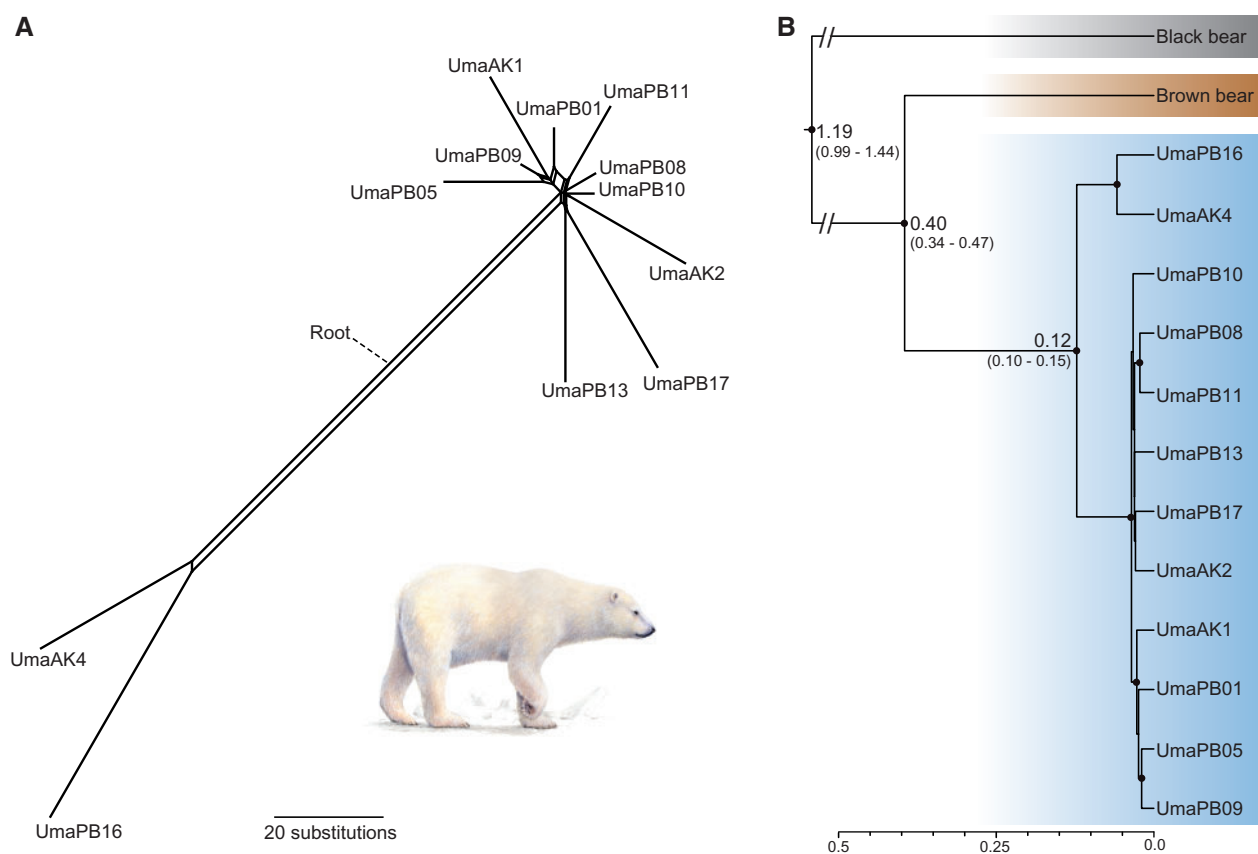 A
UmaAK1
UmaPB11
UmaPB01
UmaPB09
UmaPB08
UmaPB05
UmaPB10
UmaAK2
Root
UmaPB13
UmaPB17
UmaAK4
UmaPB16
20 substitutions
B
Black bear
Brown bear
1.19
(0.99 - 1.44)
UmaPB16
UmaAK4
0.40
(0.34 - 0.47)
UmaPB10
UmaPB08
0.12
(0.10 - 0.15)
UmaPB11
UmaPB13
UmaPB17
UmaAK2
UmaAK1
UmaPB01
UmaPB05
UmaPB09
0.5
0.25
0.0